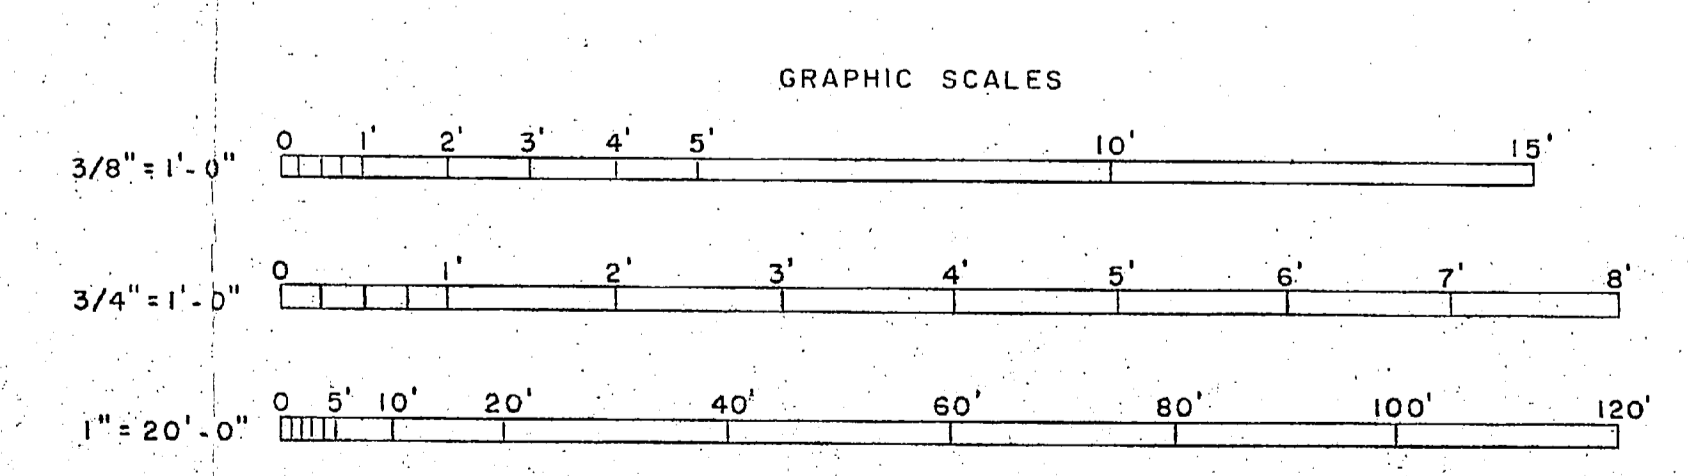 GRAPHIC SCALES
0 1' 2' 3' 4' 5' 10' 15'
3/8" = 1'-0"
0 1' 2' 3' 4' 5' 6' 7' 8'
3/4" = 1'-0"
0 5' 10' 20' 40' 60' 80' 100' 120'
1" = 20'-0"